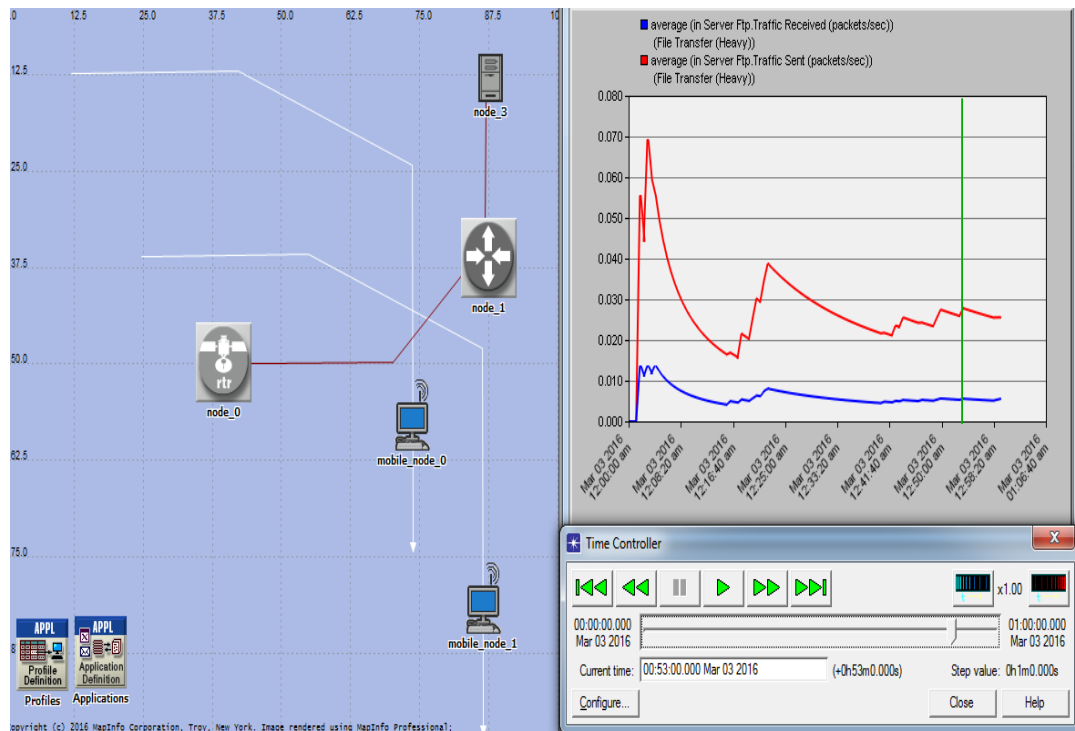 .0 12.5 25.0 37.5 50.0 62.5 75.0 87.5 10
12.5
node_3
25.0
37.5
node_1
50.0
rtr
node_0
mobile_node_0
62.5
75.0
mobile_node_1
8
APPL
Profile
Definition
Profiles
APPL
Application
Definition
Applications
opyright (c) 2016 MapInfo Corporation, Troy, New York. Image rendered using MapInfo Professional;
average (in Server Ftp.Traffic Received (packets/sec))
(File Transfer (Heavy))
average (in Server Ftp.Traffic Sent (packets/sec))
(File Transfer (Heavy))
0.080
0.070
0.060
0.050
0.040
0.030
0.020
0.010
0.000
Mar 03 2016
12:00:00 am
Mar 03 2016
12:08:20 am
Mar 03 2016
12:16:40 am
Mar 03 2016
12:25:00 am
Mar 03 2016
12:33:20 am
Mar 03 2016
12:41:40 am
Mar 03 2016
12:50:00 am
Mar 03 2016
12:58:20 am
Mar 03 2016
01:06:40 am
Time Controller
x
x1.00
00:00:00.000
Mar 03 2016
01:00:00.000
Mar 03 2016
Current time: 00:53:00.000 Mar 03 2016 (+0h53m0.000s) Step value: 0h1m0.000s
Configure... Close Help